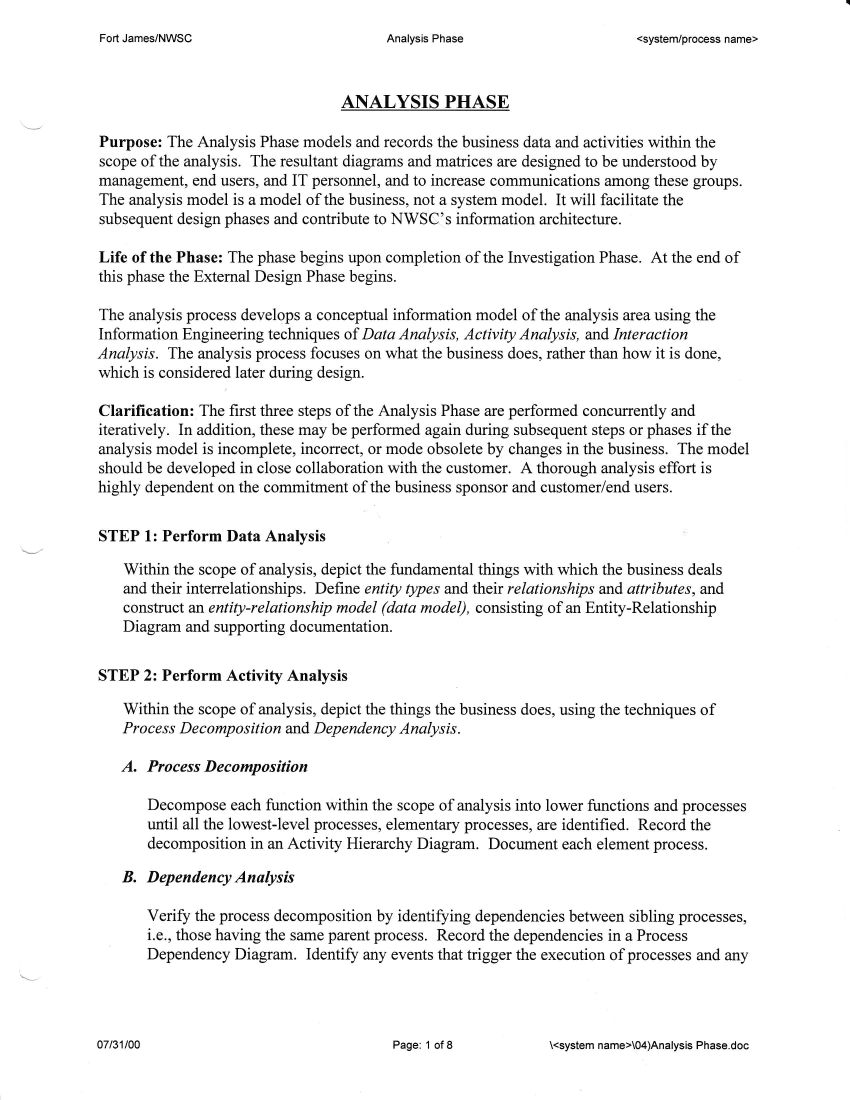 Fort James/NWSC Analysis Phase <system/process name>
ANALYSIS PHASE
Purpose: The Analysis Phase models and records the business data and activities within the
scope of the analysis. The resultant diagrams and matrices are designed to be understood by
management, end users, and IT personnel, and to increase communications among these groups.
The analysis model is a model of the business, not a system model. It will facilitate the
subsequent design phases and contribute to NWSC's information architecture.
Life of the Phase: The phase begins upon completion of the Investigation Phase. At the end of
this phase the External Design Phase begins.
The analysis process develops a conceptual information model of the analysis area using the
Information Engineering techniques of Data Analysis, Activity Analysis, and Interaction
Analysis. The analysis process focuses on what the business does, rather than how it is done,
which is considered later during design.
Clarification: The first three steps of the Analysis Phase are performed concurrently and
iteratively. In addition, these may be performed again during subsequent steps or phases if the
analysis model is incomplete, incorrect, or mode obsolete by changes in the business. The model
should be developed in close collaboration with the customer. A thorough analysis effort is
highly dependent on the commitment of the business sponsor and customer/end users.
STEP 1: Perform Data Analysis
Within the scope of analysis, depict the fundamental things with which the business deals
and their interrelationships. Define entity types and their relationships and attributes, and
construct an entity-relationship model (data model), consisting of an Entity-Relationship
Diagram and supporting documentation.
STEP 2: Perform Activity Analysis
Within the scope of analysis, depict the things the business does, using the techniques of
Process Decomposition and Dependency Analysis.
A. Process Decomposition
Decompose each function within the scope of analysis into lower functions and processes
until all the lowest-level processes, elementary processes, are identified. Record the
decomposition in an Activity Hierarchy Diagram. Document each element process.
B. Dependency Analysis
Verify the process decomposition by identifying dependencies between sibling processes,
i.e., those having the same parent process. Record the dependencies in a Process
Dependency Diagram. Identify any events that trigger the execution of processes and any
07/31/00 Page: 1 of 8 \<system name>\04)Analysis Phase.doc